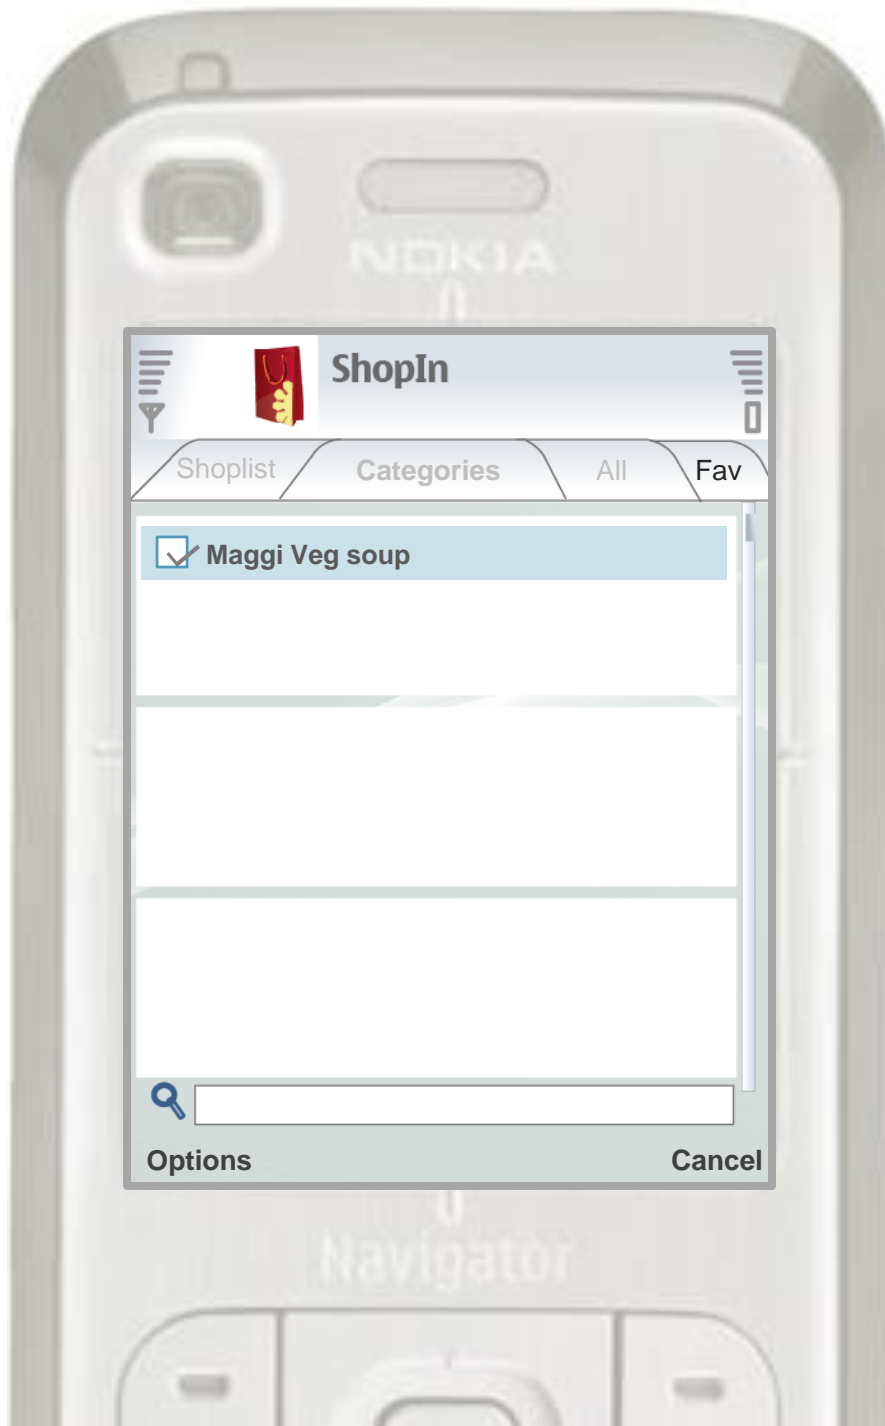 NOKIA
ShopIn
Shoplist Categories All Fav
Maggi Veg soup
Options Cancel
Navigator